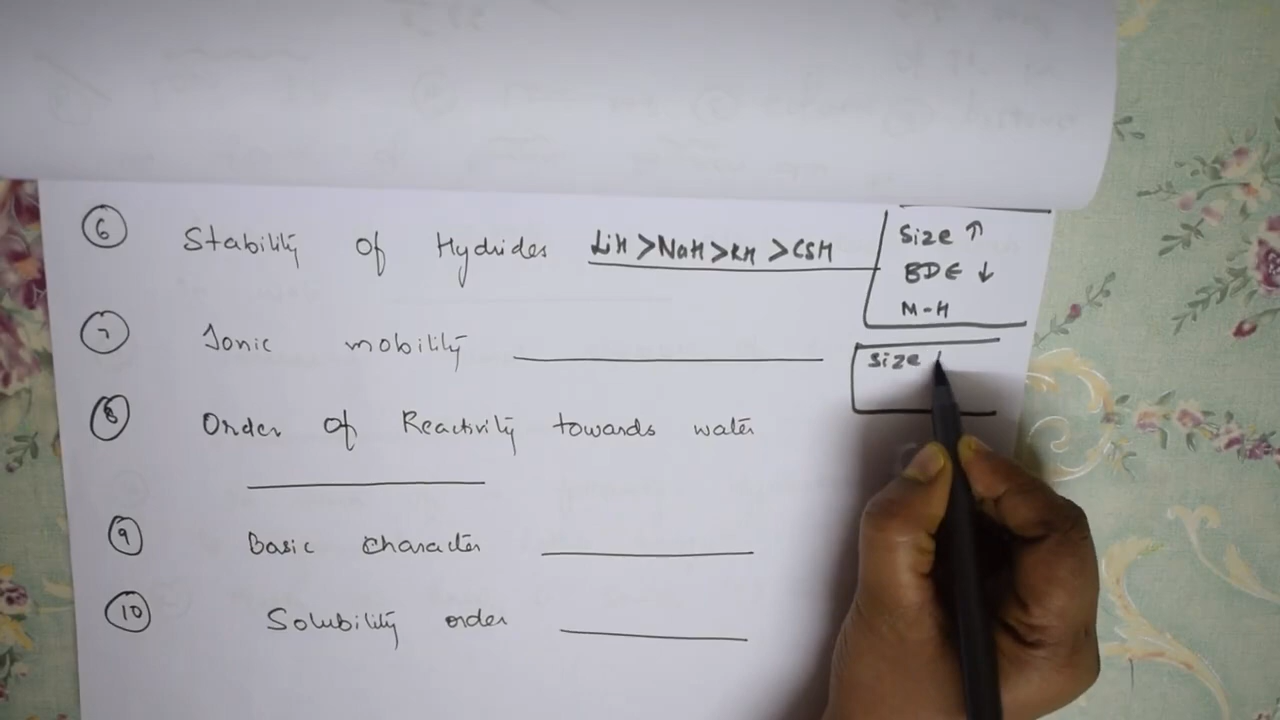 6 Stability of Hydrides LiH > NaH > KH > CSH
Size ↑
BDE ↓
M-H
7 Ionic mobility
Size
8 Order of Reactivity towards water
9 Basic character
10 Solubility order